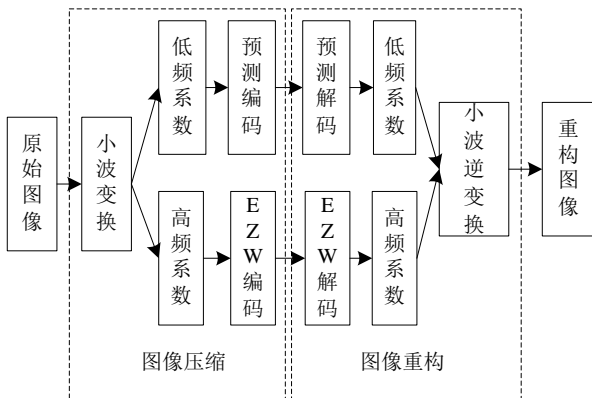 原始图像
小波变换
低频系数
预测编码
预测解码
低频系数
高频系数
EZW编码
EZW解码
高频系数
小波逆变换
重构图像
图像压缩
图像重构